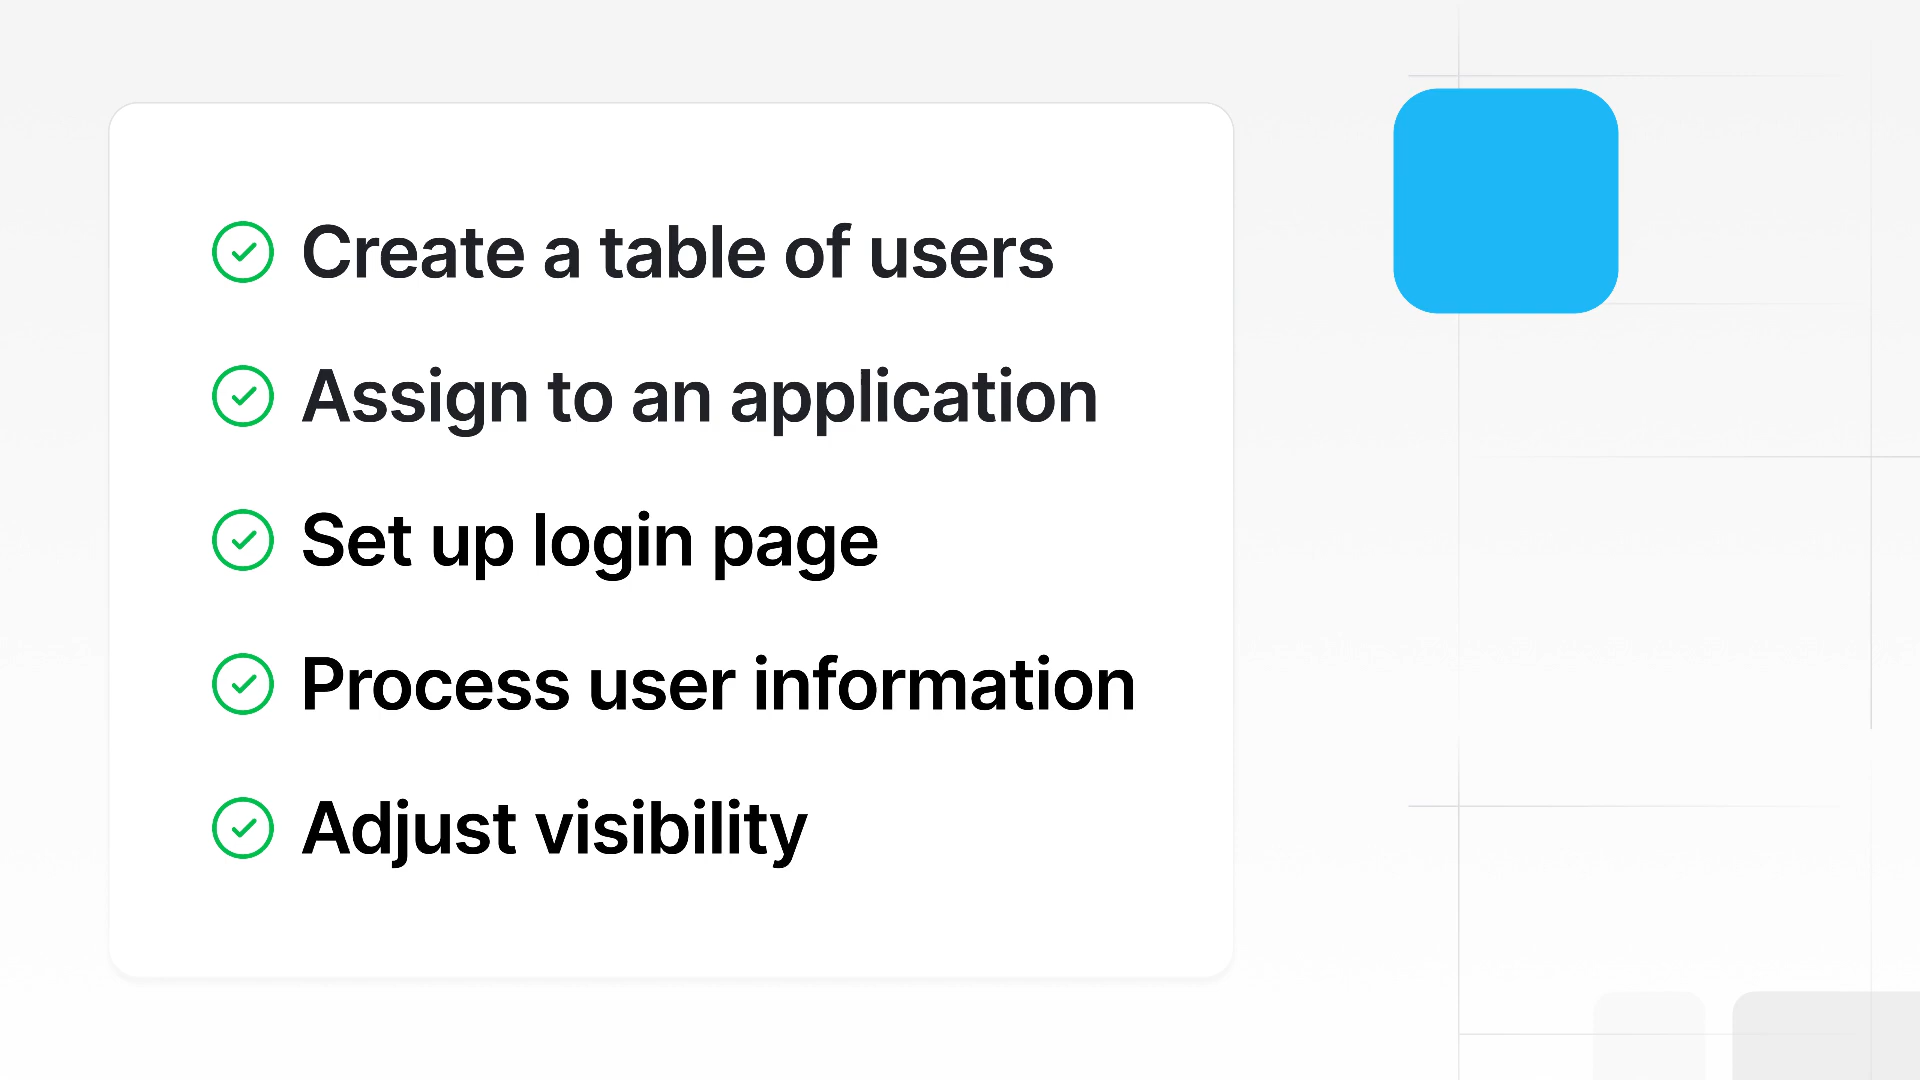 Create a table of users
Assign to an application
Set up login page
Process user information
Adjust visibility